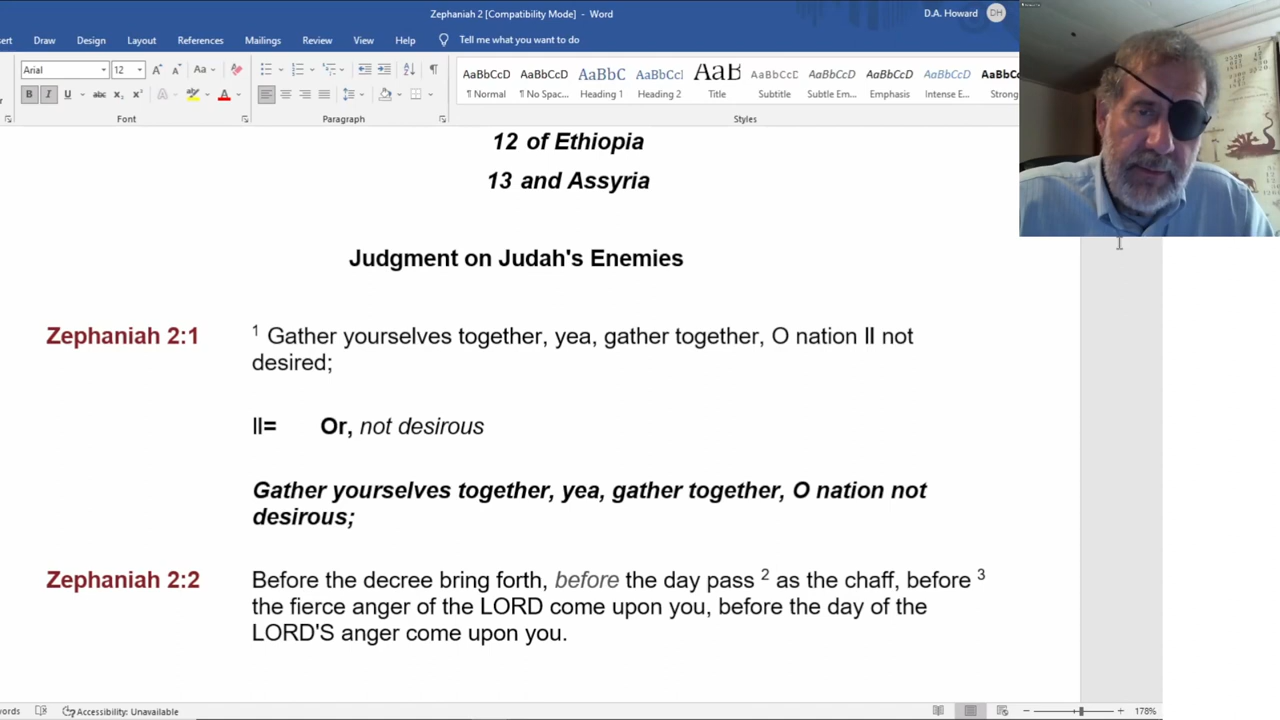 Zephaniah 2 [Compatibility Mode] - Word
D.A. Howard DH
Draw Design Layout References Mailings Review View Help Tell me what you want to do
Arial 12
AaBbCcD AaBbCcD AaBbC AaBbCcI AaB AaBbCcD AaBbCcD AaBbCcD AaBbCcD
¶ Normal ¶ No Spac... Heading 1 Heading 2 Title Subtitle Subtle Em... Emphasis Intense E... Strong
Font Paragraph Styles
12 of Ethiopia
13 and Assyria
Judgment on Judah's Enemies
Zephaniah 2:1 1 Gather yourselves together, yea, gather together, O nation ll not
desired;
ll= Or, not desirous
Gather yourselves together, yea, gather together, O nation not
desirous;
Zephaniah 2:2 Before the decree bring forth, before the day pass 2 as the chaff, before 3
the fierce anger of the LORD come upon you, before the day of the
LORD'S anger come upon you.
Accessibility: Unavailable 178%